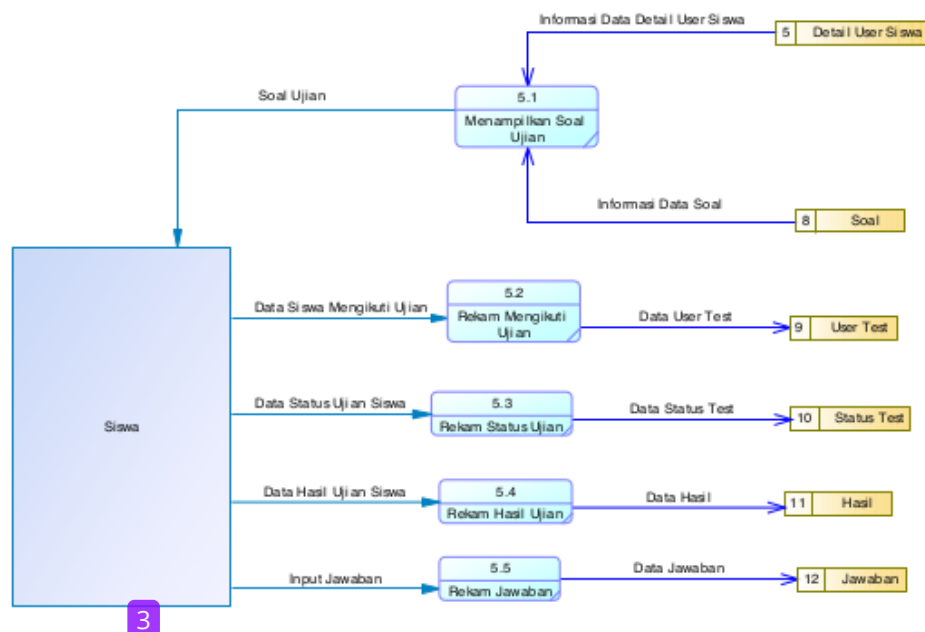 Informasi Data Detail User Siswa
5 Detail User Siswa
5.1
Menampilkan Soal
Ujian
Soal Ujian
Informasi Data Soal
8 Soal
Siswa
Data Siswa Mengikuti Ujian
5.2
Rekam Mengikuti
Ujian
Data User Test
9 User Test
Data Status Ujian Siswa
5.3
Rekam Status Ujian
Data Status Test
10 Status Test
Data Hasil Ujian Siswa
5.4
Rekam Hasil Ujian
Data Hasil
11 Hasil
Input Jawaban
5.5
Rekam Jawaban
Data Jawaban
12 Jawaban
3